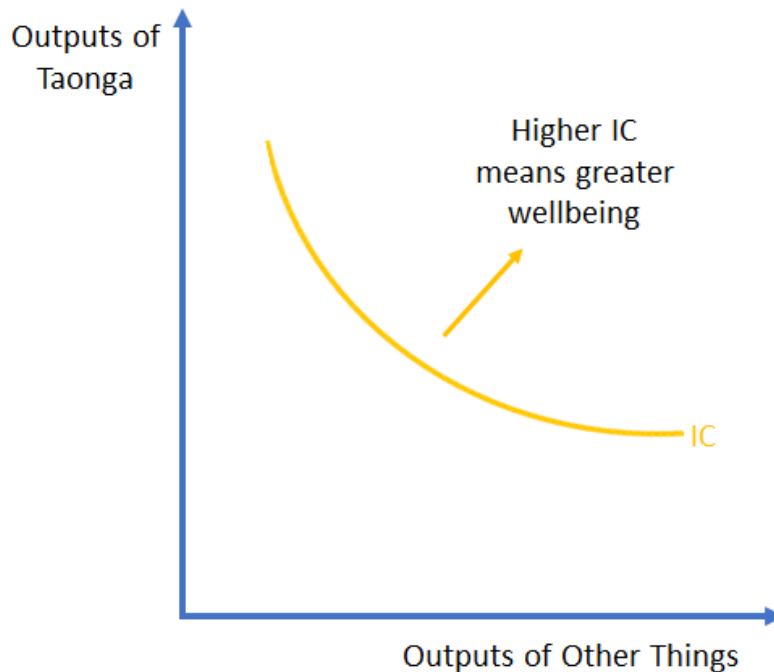 Outputs of
Taonga
Higher IC
means greater
wellbeing
IC
Outputs of Other Things